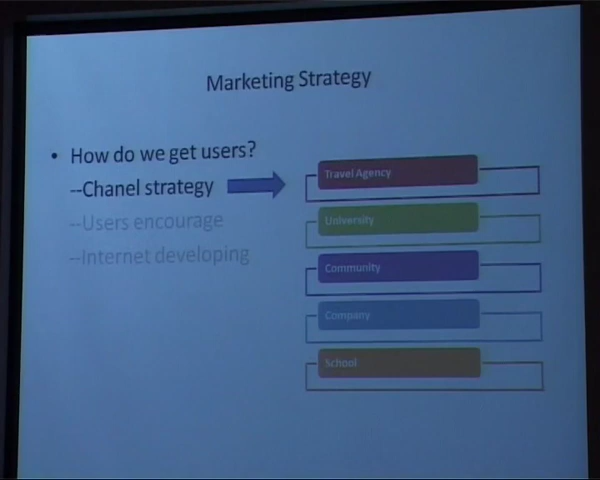 Marketing Strategy
• How do we get users?
--Chanel strategy
--Users encourage
--Internet developing
Travel Agency
University
Community
Company
School